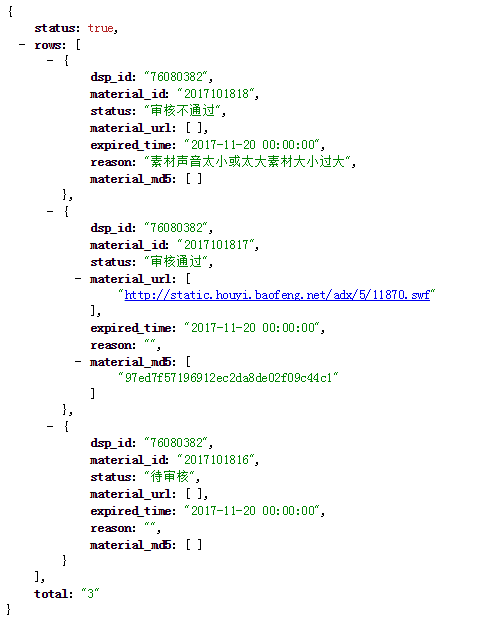 {
status: true,
- rows: [
- {
dsp_id: "76080382",
material_id: "2017101818",
status: "审核不通过",
material_url: [ ],
expired_time: "2017-11-20 00:00:00",
reason: "素材声音太小或太大素材大小过大",
material_md5: [ ]
},
- {
dsp_id: "76080382",
material_id: "2017101817",
status: "审核通过",
- material_url: [
"http://static.houyi.baofeng.net/adx/5/11870.swf"
],
expired_time: "2017-11-20 00:00:00",
reason: "",
- material_md5: [
"97ed7f57196912ec2da8de02f09c44c1"
]
},
- {
dsp_id: "76080382",
material_id: "2017101816",
status: "待审核",
material_url: [ ],
expired_time: "2017-11-20 00:00:00",
reason: "",
material_md5: [ ]
}
],
total: "3"
}